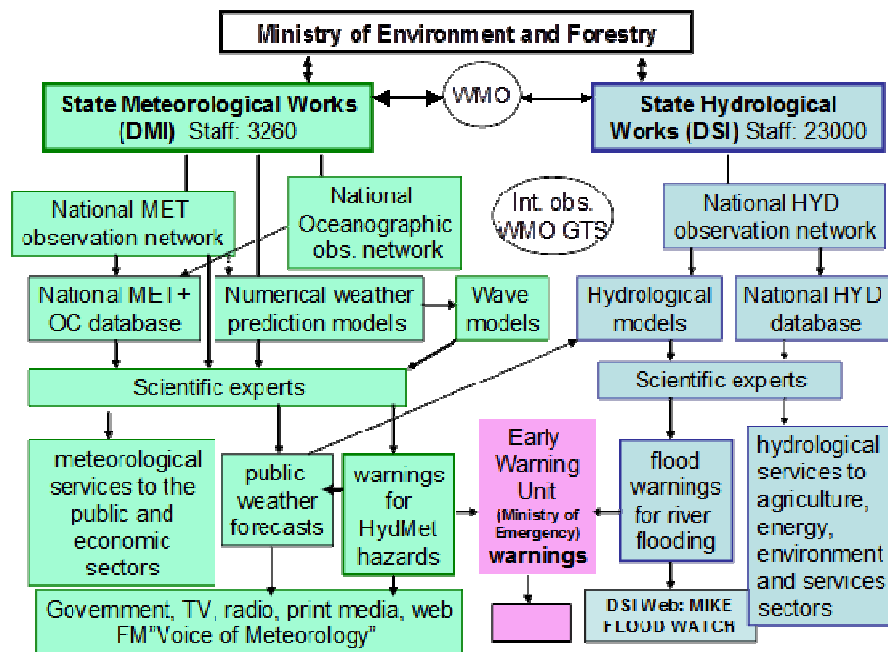 Ministry of Environment and Forestry
State Meteorological Works
(DMI) Staff: 3260
WMO
State Hydrological
Works (DSI) Staff: 23000
National MET
observation network
National
Oceanographic
obs. network
Int. obs.
WMO GTS
National HYD
observation network
National MET+
OC database
Numerical weather
prediction models
Wave
models
Hydrological
models
National HYD
database
Scientific experts
Scientific experts
meteorological
services to the
public and
economic
sectors
public
weather
forecasts
warnings
for
HydMet
hazards
Early
Warning
Unit
(Ministry of
Emergency)
warnings
flood
warnings
for river
flooding
hydrological
services to
agriculture,
energy,
environment
and services
sectors
Government, TV, radio, print media, web
FM"Voice of Meteorology"
DSI Web: MIKE
FLOOD WATCH